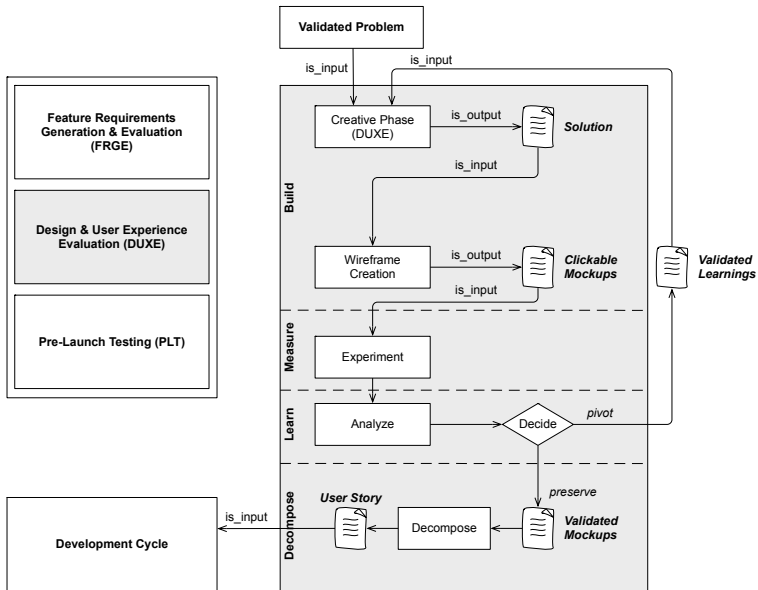 Validated Problem
is_input
is_input
Feature Requirements
Generation & Evaluation
(FRGE)
Design & User Experience
Evaluation (DUXE)
Pre-Launch Testing (PLT)
Build
Creative Phase
(DUXE)
is_output
Solution
is_input
Wireframe
Creation
is_output
Clickable
Mockups
is_input
Validated
Learnings
Measure
Experiment
Learn
Analyze
Decide
pivot
preserve
Decompose
User Story
Decompose
Validated
Mockups
is_input
Development Cycle